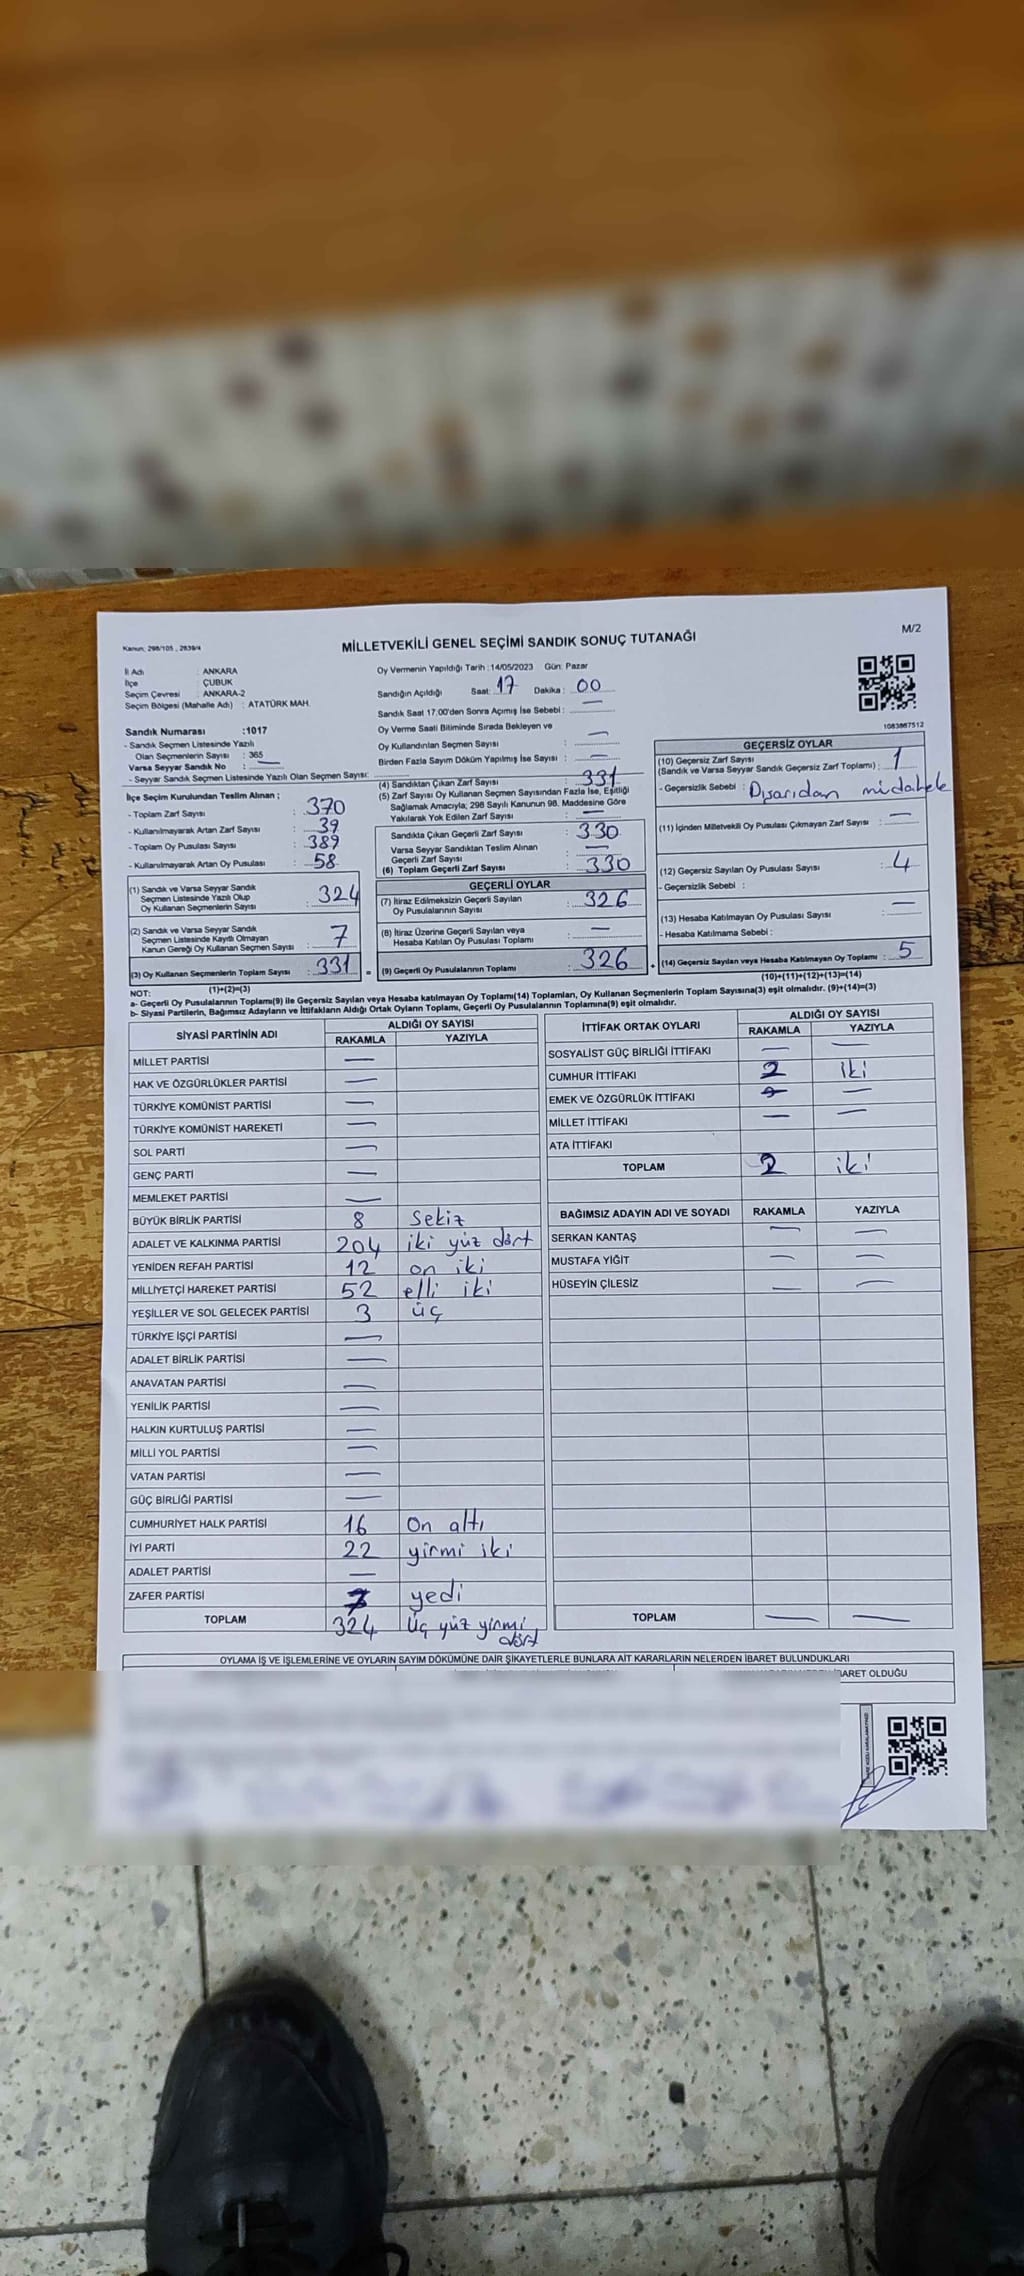 MİLLETVEKİLİ GENEL SEÇİMİ SANDIK SONUÇ TUTANAĞI
M/2
Kanun: 298/105 , 2839/4
İl Adı : ANKARA
İlçe : ÇUBUK
Seçim Çevresi : ANKARA-2
Seçim Bölgesi (Mahalle Adı) : ATATÜRK MAH.
Oy Vermenin Yapıldığı Tarih :14/05/2023 Gün: Pazar
Sandığın Açıldığı Saat: 17 Dakika : 00
Sandık Saat 17.00'den Sonra Açımış İse Sebebi : —
Oy Verme Saati Bitiminde Sırada Bekleyen ve
Oy Kullandırılan Seçmen Sayısı : —
Birden Fazla Sayım Döküm Yapılmış İse Sayısı : —
1083867512
Sandık Numarası :1017
- Sandık Seçmen Listesinde Yazılı
Olan Seçmenlerin Sayısı : 365
Varsa Seyyar Sandık No : —
- Seyyar Sandık Seçmen Listesinde Yazılı Olan Seçmen Sayısı:
İlçe Seçim Kurulundan Teslim Alınan ;
- Toplam Zarf Sayısı : 370
- Kullanılmayarak Artan Zarf Sayısı : 39
- Toplam Oy Pusulası Sayısı : 389
- Kullanılmayarak Artan Oy Pusulası : 58
(1) Sandık ve Varsa Seyyar Sandık
Seçmen Listesinde Yazılı Olup
Oy Kullanan Seçmenlerin Sayısı : 324
(2) Sandık ve Varsa Seyyar Sandık
Seçmen Listesinde Kayıtlı Olmayan
Kanun Gereği Oy Kullanan Seçmen Sayısı : 7
(3) Oy Kullanan Seçmenlerin Toplam Sayısı : 331
(1)+(2)=(3)
(4) Sandıktan Çıkan Zarf Sayısı : 331
(5) Zarf Sayısı Oy Kullanan Seçmen Sayısından Fazla İse, Eşitliği
Sağlamak Amacıyla; 298 Sayılı Kanunun 98. Maddesine Göre
Yakılarak Yok Edilen Zarf Sayısı : —
Sandıkta Çıkan Geçerli Zarf Sayısı : 330
Varsa Seyyar Sandıktan Teslim Alınan
Geçerli Zarf Sayısı : —
(6) Toplam Geçerli Zarf Sayısı : 330
GEÇERLİ OYLAR
(7) İtiraz Edilmeksizin Geçerli Sayılan
Oy Pusulalarının Sayısı : 326
(8) İtiraz Üzerine Geçerli Sayılan veya
Hesaba Katılan Oy Pusulası Toplamı : —
= (9) Geçerli Oy Pusulalarının Toplamı : 326
GEÇERSİZ OYLAR
(10) Geçersiz Zarf Sayısı
(Sandık ve Varsa Seyyar Sandık Geçersiz Zarf Toplamı) : 1
- Geçersizlik Sebebi : Dışarıdan müdahele
(11) İçinden Milletvekili Oy Pusulası Çıkmayan Zarf Sayısı : —
(12) Geçersiz Sayılan Oy Pusulası Sayısı : 4
- Geçersizlik Sebebi :
(13) Hesaba Katılmayan Oy Pusulası Sayısı : —
- Hesaba Katılmama Sebebi :
+ (14) Geçersiz Sayılan veya Hesaba Katılmayan Oy Toplamı : 5
(10)+(11)+(12)+(13)=(14)
NOT:
a- Geçerli Oy Pusulalarının Toplamı(9) ile Geçersiz Sayılan veya Hesaba katılmayan Oy Toplamı(14) Toplamları, Oy Kullanan Seçmenlerin Toplam Sayısına(3) eşit olmalıdır. (9)+(14)=(3)
b- Siyasi Partilerin, Bağımsız Adayların ve İttifakların Aldığı Ortak Oyların Toplamı, Geçerli Oy Pusulalarının Toplamına(9) eşit olmalıdır.
SİYASİ PARTİNİN ADI ALDIĞI OY SAYISI
RAKAMLA YAZIYLA
MİLLET PARTİSİ —
HAK VE ÖZGÜRLÜKLER PARTİSİ —
TÜRKİYE KOMÜNİST PARTİSİ —
TÜRKİYE KOMÜNİST HAREKETİ —
SOL PARTİ —
GENÇ PARTİ —
MEMLEKET PARTİSİ —
BÜYÜK BİRLİK PARTİSİ 8 Sekiz
ADALET VE KALKINMA PARTİSİ 204 iki yüz dört
YENİDEN REFAH PARTİSİ 12 on iki
MİLLİYETÇİ HAREKET PARTİSİ 52 elli iki
YEŞİLLER VE SOL GELECEK PARTİSİ 3 üç
TÜRKİYE İŞÇİ PARTİSİ —
ADALET BİRLİK PARTİSİ —
ANAVATAN PARTİSİ —
YENİLİK PARTİSİ —
HALKIN KURTULUŞ PARTİSİ —
MİLLİ YOL PARTİSİ —
VATAN PARTİSİ —
GÜÇ BİRLİĞİ PARTİSİ —
CUMHURİYET HALK PARTİSİ 16 On altı
İYİ PARTİ 22 yirmi iki
ADALET PARTİSİ —
ZAFER PARTİSİ 7 yedi
TOPLAM 324 Üç yüz yirmi dört
İTTİFAK ORTAK OYLARI ALDIĞI OY SAYISI
RAKAMLA YAZIYLA
SOSYALİST GÜÇ BİRLİĞİ İTTİFAKI — —
CUMHUR İTTİFAKI 2 iki
EMEK VE ÖZGÜRLÜK İTTİFAKI — —
MİLLET İTTİFAKI — —
ATA İTTİFAKI
TOPLAM 2 iki
BAĞIMSIZ ADAYIN ADI VE SOYADI RAKAMLA YAZIYLA
SERKAN KANTAŞ — —
MUSTAFA YİĞİT — —
HÜSEYİN ÇİLESİZ — —
TOPLAM — —
OYLAMA İŞ VE İŞLEMLERİNE VE OYLARIN SAYIM DÖKÜMÜNE DAİR ŞİKAYETLERLE BUNLARA AİT KARARLARIN NELERDEN İBARET BULUNDUKLARI
İBARET OLDUĞU